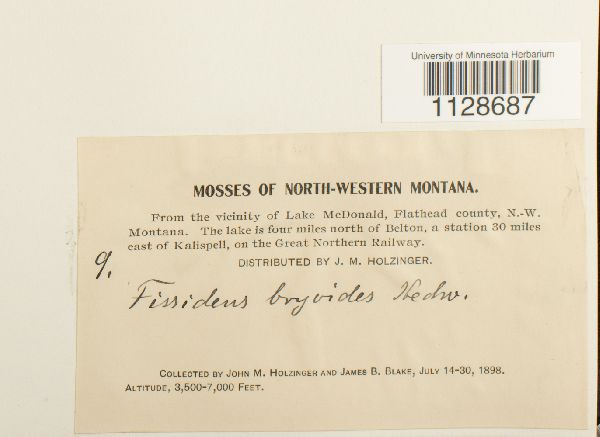 University of Minnesota Herbarium
1128687
MOSSES OF NORTH-WESTERN MONTANA.
From the vicinity of Lake McDonald, Flathead county, N.-W.
Montana. The lake is four miles north of Belton, a station 30 miles
east of Kalispell, on the Great Northern Railway.
DISTRIBUTED BY J. M. HOLZINGER.
9.
Fissidens bryoides Hedw.
COLLECTED BY JOHN M. HOLZINGER AND JAMES B. BLAKE, JULY 14-30, 1898.
ALTITUDE, 3,500-7,000 FEET.